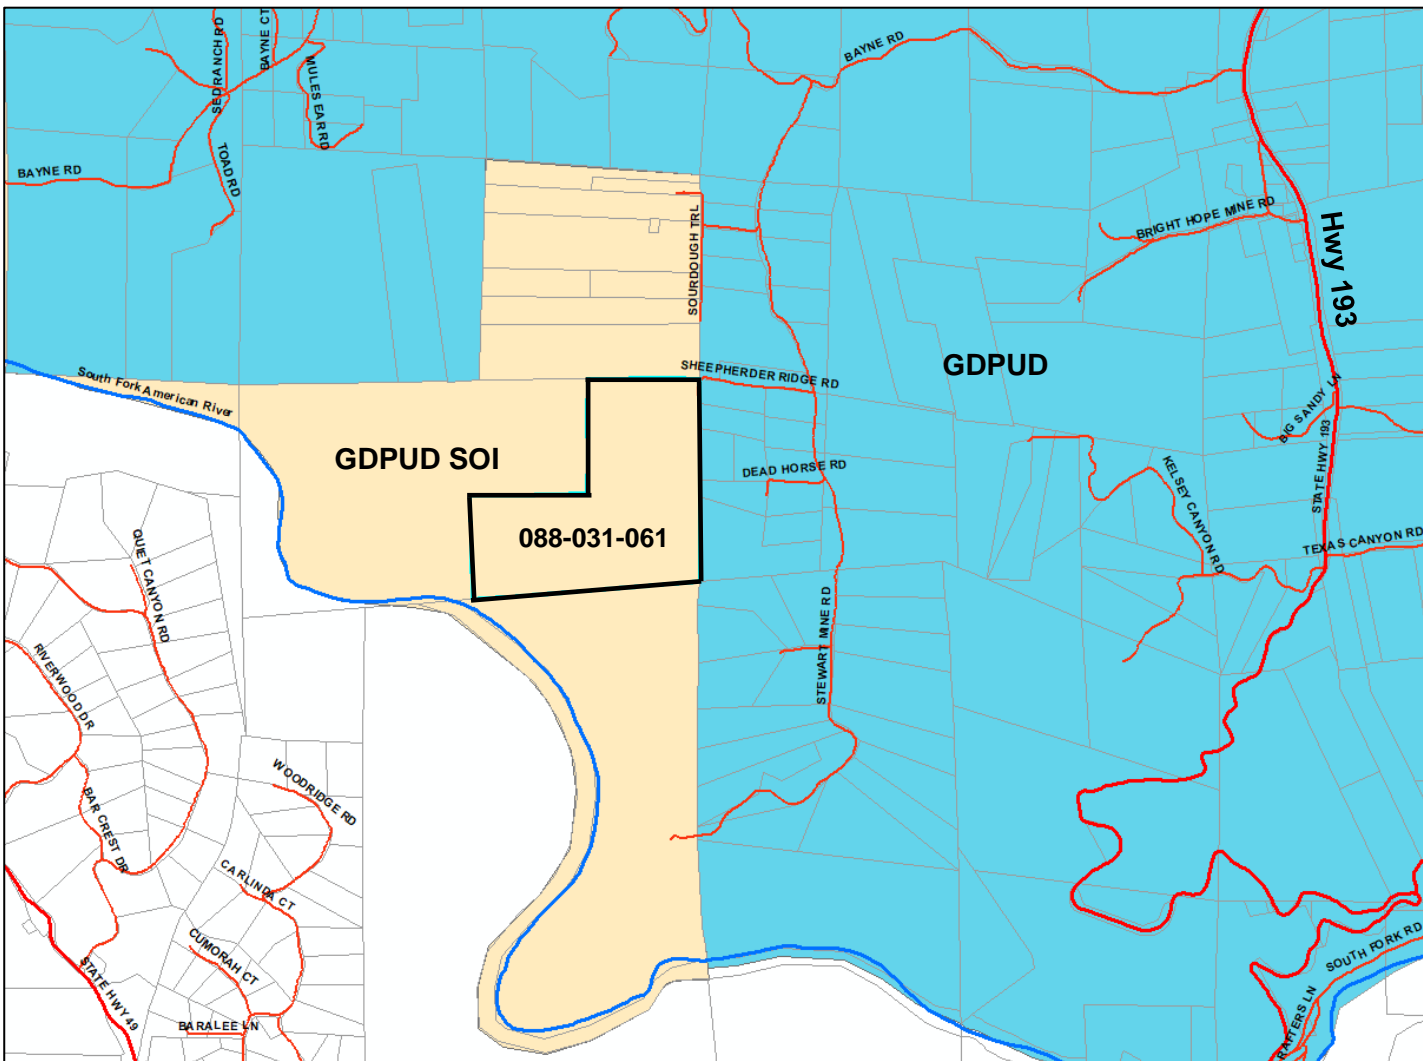 SEDRANCH RD
BAYNE CT
MULES EAR RD
BAYNE RD
BAYNE RD
TOAD RD
SOURDOUGH TRL
BRIGHT HOPE MINE RD
Hwy 193
SHEEPHERDER RIDGE RD
GDPUD
South Fork American River
BIG SANDY LN
GDPUD SOI
DEAD HORSE RD
KELSEY CANYON RD
STATE HWY 193
088-031-061
TEXAS CANYON RD
QUIET CANYON RD
STEWART MINE RD
RIVERWOOD DR
WOODRIDGE RD
BAR CREST DR
CARLINDA CT
CUMORAH CT
STATE HWY 49
BARALEE LN
SOUTH FORK RD
RAFTERS LN